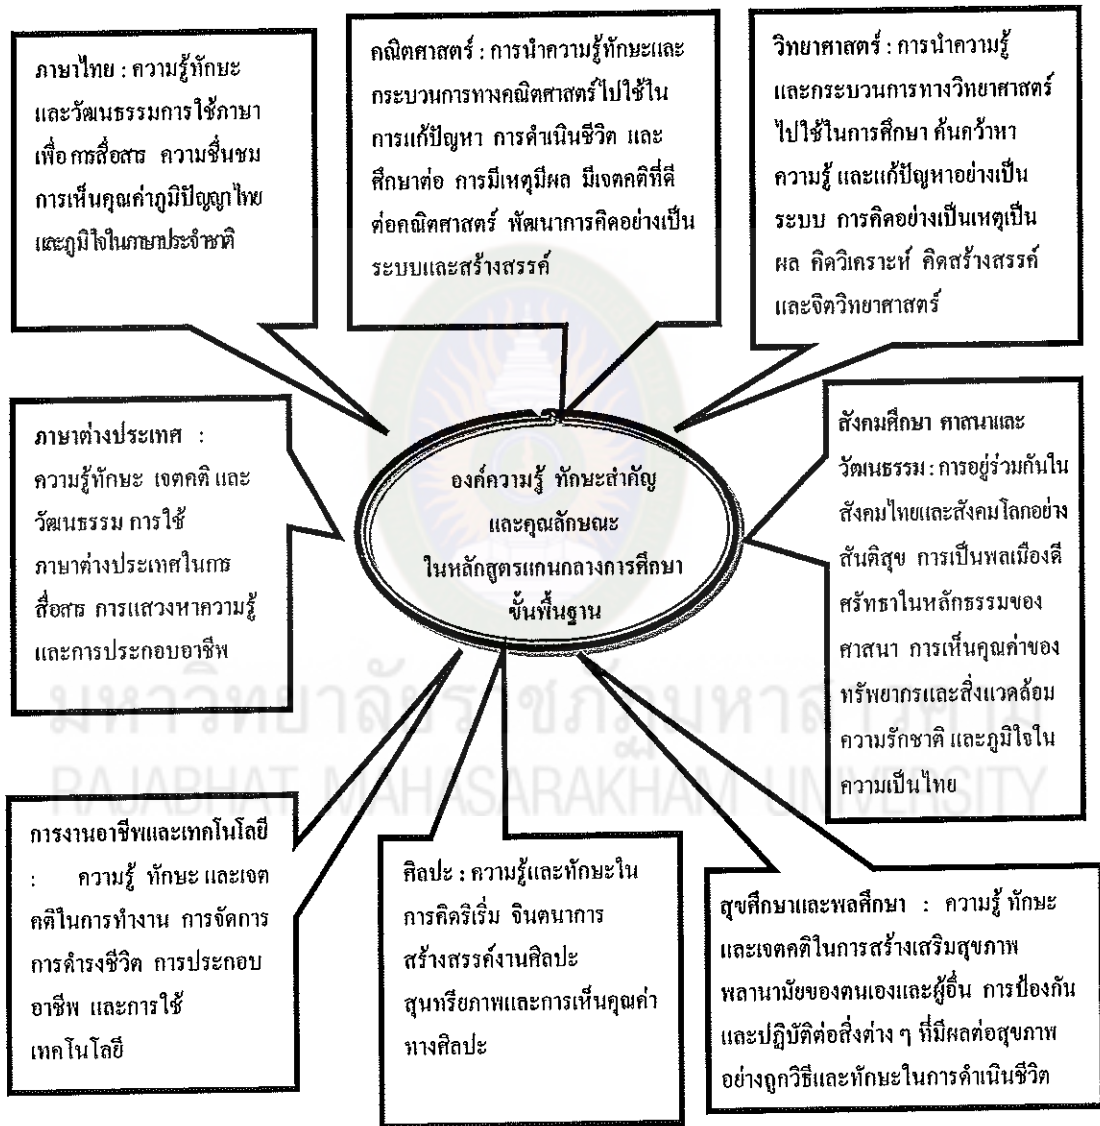 ภาษาไทย : ความรู้ทักษะ
และวัฒนธรรมการใช้ภาษา
เพื่อ การสื่อสาร ความชื่นชม
การเห็นคุณค่าภูมิปัญญาไทย
และภูมิใจในภาษาประจำชาติ
คณิตศาสตร์ : การนำความรู้ทักษะและ
กระบวนการทางคณิตศาสตร์ไปใช้ใน
การแก้ปัญหา การดำเนินชีวิต และ
ศึกษาต่อ การมีเหตุมีผล มีเจตคติที่ดี
ต่อคณิตศาสตร์ พัฒนาการคิดอย่างเป็น
ระบบและสร้างสรรค์
วิทยาศาสตร์ : การนำความรู้
และกระบวนการทางวิทยาศาสตร์
ไปใช้ในการศึกษา ค้นคว้าหา
ความรู้ และแก้ปัญหาอย่างเป็น
ระบบ การคิดอย่างเป็นเหตุเป็น
ผล คิดวิเคราะห์ คิดสร้างสรรค์
และจิตวิทยาศาสตร์
ภาษาต่างประเทศ :
ความรู้ทักษะ เจตคติ และ
วัฒนธรรม การใช้
ภาษาต่างประเทศในการ
สื่อสาร การแสวงหาความรู้
และการประกอบอาชีพ
องค์ความรู้ ทักษะสำคัญ
และคุณลักษณะ
ในหลักสูตรแกนกลางการศึกษา
ขั้นพื้นฐาน
สังคมศึกษา ศาสนาและ
วัฒนธรรม : การอยู่ร่วมกันใน
สังคมไทยและสังคมโลกอย่าง
สันติสุข การเป็นพลเมืองดี
ศรัทธาในหลักธรรมของ
ศาสนา การเห็นคุณค่าของ
ทรัพยากรและสิ่งแวดล้อม
ความรักชาติ และภูมิใจใน
ความเป็นไทย
มหาวิทยาลัยราชภัฏมหาสารคาม
RAJABHAT MAHASARAKHAM UNIVERSITY
การงานอาชีพและเทคโนโลยี
: ความรู้ ทักษะ และเจต
คติในการทำงาน การจัดการ
การดำรงชีวิต การประกอบ
อาชีพ และการใช้
เทคโนโลยี
ศิลปะ : ความรู้และทักษะใน
การคิดริเริ่ม จินตนาการ
สร้างสรรค์งานศิลปะ
สุนทรียภาพและการเห็นคุณค่า
ทางศิลปะ
สุขศึกษาและพลศึกษา : ความรู้ ทักษะ
และเจตคติในการสร้างเสริมสุขภาพ
พลานามัยของตนเองและผู้อื่น การป้องกัน
และปฏิบัติต่อสิ่งต่าง ๆ ที่มีผลต่อสุขภาพ
อย่างถูกวิธีและทักษะในการดำเนินชีวิต